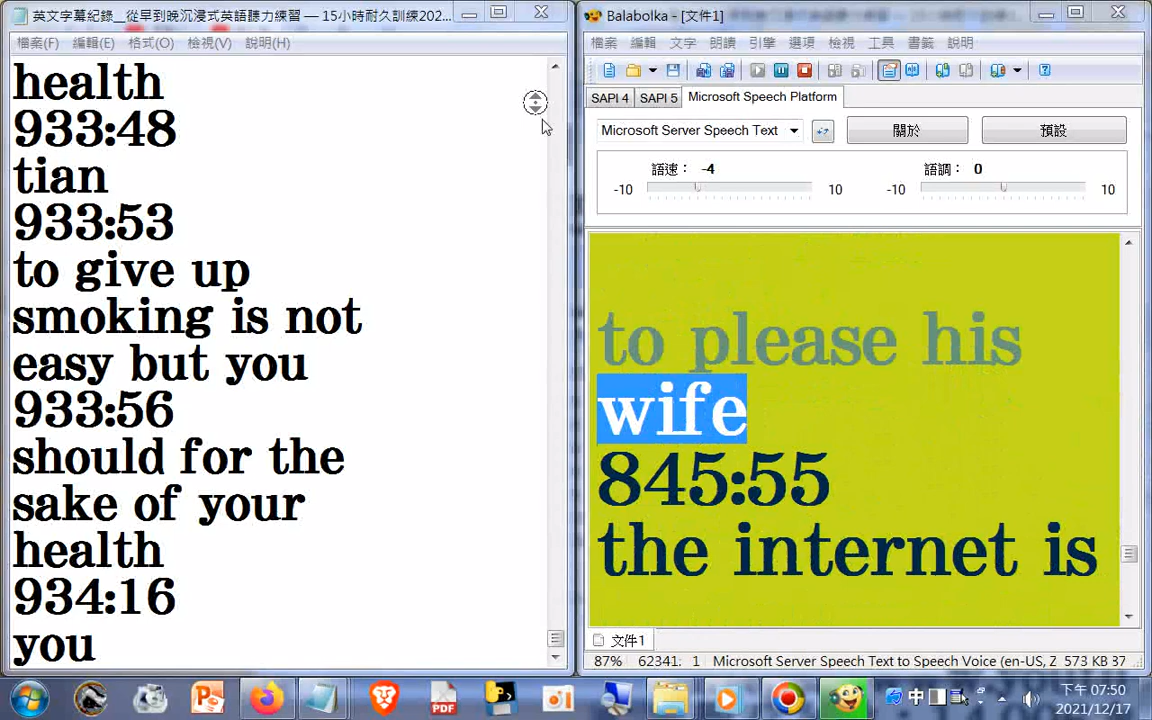 英文字幕紀錄__從早到晚沉浸式英語聽力練習 — 15小時耐久訓練202...
檔案(F) 編輯(E) 格式(O) 檢視(V) 說明(H)
health
933:48
tian
933:53
to give up
smoking is not
easy but you
933:56
should for the
sake of your
health
934:16
you
Balabolka - [文件1]
檔案 編輯 文字 朗讀 引擎 選項 檢視 工具 書籤 說明
SAPI 4 SAPI 5 Microsoft Speech Platform
Microsoft Server Speech Text 關於 預設
語速： -4 語調： 0
-10 10 -10 10
to please his
wife
845:55
the internet is
文件1
87% 62341: 1 Microsoft Server Speech Text to Speech Voice (en-US, Z 573 KB 37
中 下午 07:50
2021/12/17